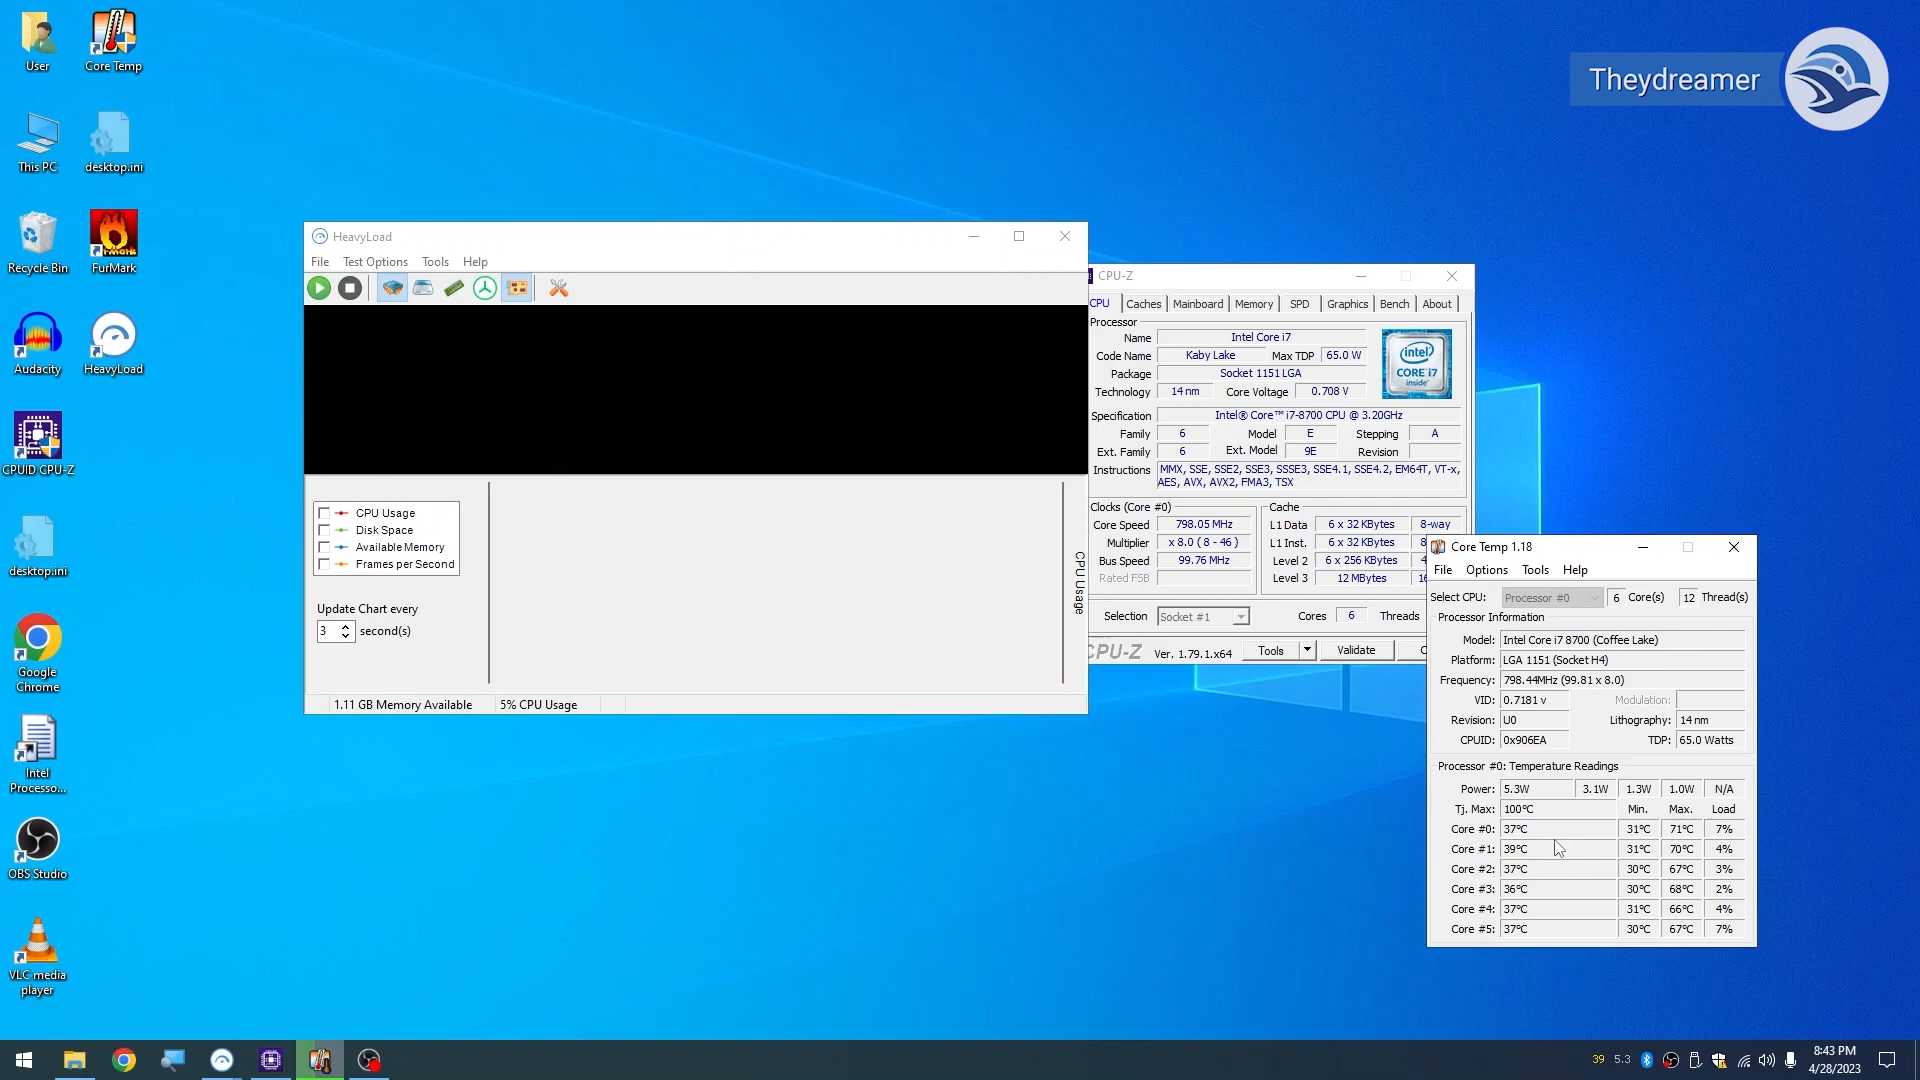 User
Core Temp
This PC
desktop.ini
Recycle Bin
FurMark
Audacity
HeavyLoad
CPUID CPU-Z
desktop.ini
Google
Chrome
Intel
Processo...
OBS Studio
VLC media
player
Theydreamer
HeavyLoad
File Test Options Tools Help
CPU Usage
Disk Space
Available Memory
Frames per Second
Update Chart every
3 second(s)
CPU Usage
1.11 GB Memory Available 5% CPU Usage
CPU-Z
CPU Caches Mainboard Memory SPD Graphics Bench About
Processor
Name Intel Core i7
Code Name Kaby Lake Max TDP 65.0 W
Package Socket 1151 LGA
Technology 14 nm Core Voltage 0.708 V
intel
CORE i7
inside
Specification Intel® Core™ i7-8700 CPU @ 3.20GHz
Family 6 Model E Stepping A
Ext. Family 6 Ext. Model 9E Revision
Instructions MMX, SSE, SSE2, SSE3, SSSE3, SSE4.1, SSE4.2, EM64T, VT-x,
AES, AVX, AVX2, FMA3, TSX
Clocks (Core #0)
Core Speed 798.05 MHz
Multiplier x 8.0 ( 8 - 46 )
Bus Speed 99.76 MHz
Rated FSB
Cache
L1 Data 6 x 32 KBytes 8-way
L1 Inst. 6 x 32 KBytes 8
Level 2 6 x 256 KBytes 4
Level 3 12 MBytes 16
Selection Socket #1 Cores 6 Threads
CPU-Z Ver. 1.79.1.x64 Tools Validate C
Core Temp 1.18
File Options Tools Help
Select CPU: Processor #0 6 Core(s) 12 Thread(s)
Processor Information
Model: Intel Core i7 8700 (Coffee Lake)
Platform: LGA 1151 (Socket H4)
Frequency: 798.44MHz (99.81 x 8.0)
VID: 0.7181 v Modulation:
Revision: U0 Lithography: 14 nm
CPUID: 0x906EA TDP: 65.0 Watts
Processor #0: Temperature Readings
Power: 5.3W 3.1W 1.3W 1.0W N/A
Tj. Max: 100°C Min. Max. Load
Core #0: 37°C 31°C 71°C 7%
Core #1: 39°C 31°C 70°C 4%
Core #2: 37°C 30°C 67°C 3%
Core #3: 36°C 30°C 68°C 2%
Core #4: 37°C 31°C 66°C 4%
Core #5: 37°C 30°C 67°C 7%
39 5.3
8:43 PM
4/28/2023